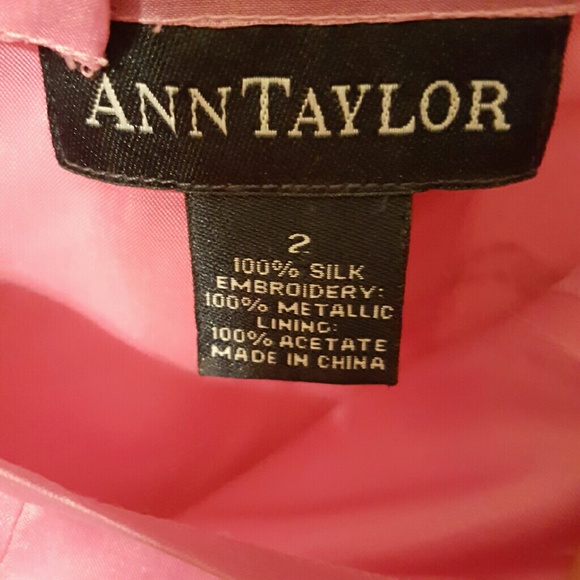 ANNTAYLOR
2
100% SILK
EMBROIDERY:
100% METALLIC
LINING:
100% ACETATE
MADE IN CHINA